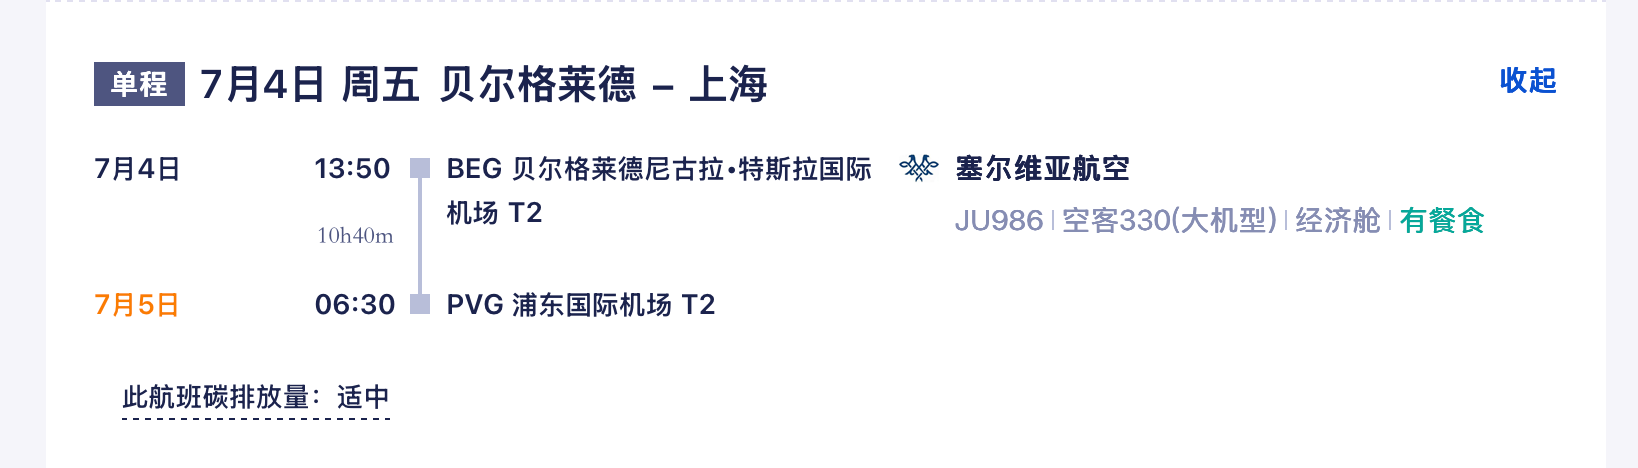 单程 7月4日 周五 贝尔格莱德 – 上海 收起
7月4日 13:50 BEG 贝尔格莱德尼古拉·特斯拉国际 塞尔维亚航空
机场 T2 JU986 | 空客330(大机型) | 经济舱 | 有餐食
10h40m
7月5日 06:30 PVG 浦东国际机场 T2
此航班碳排放量：适中